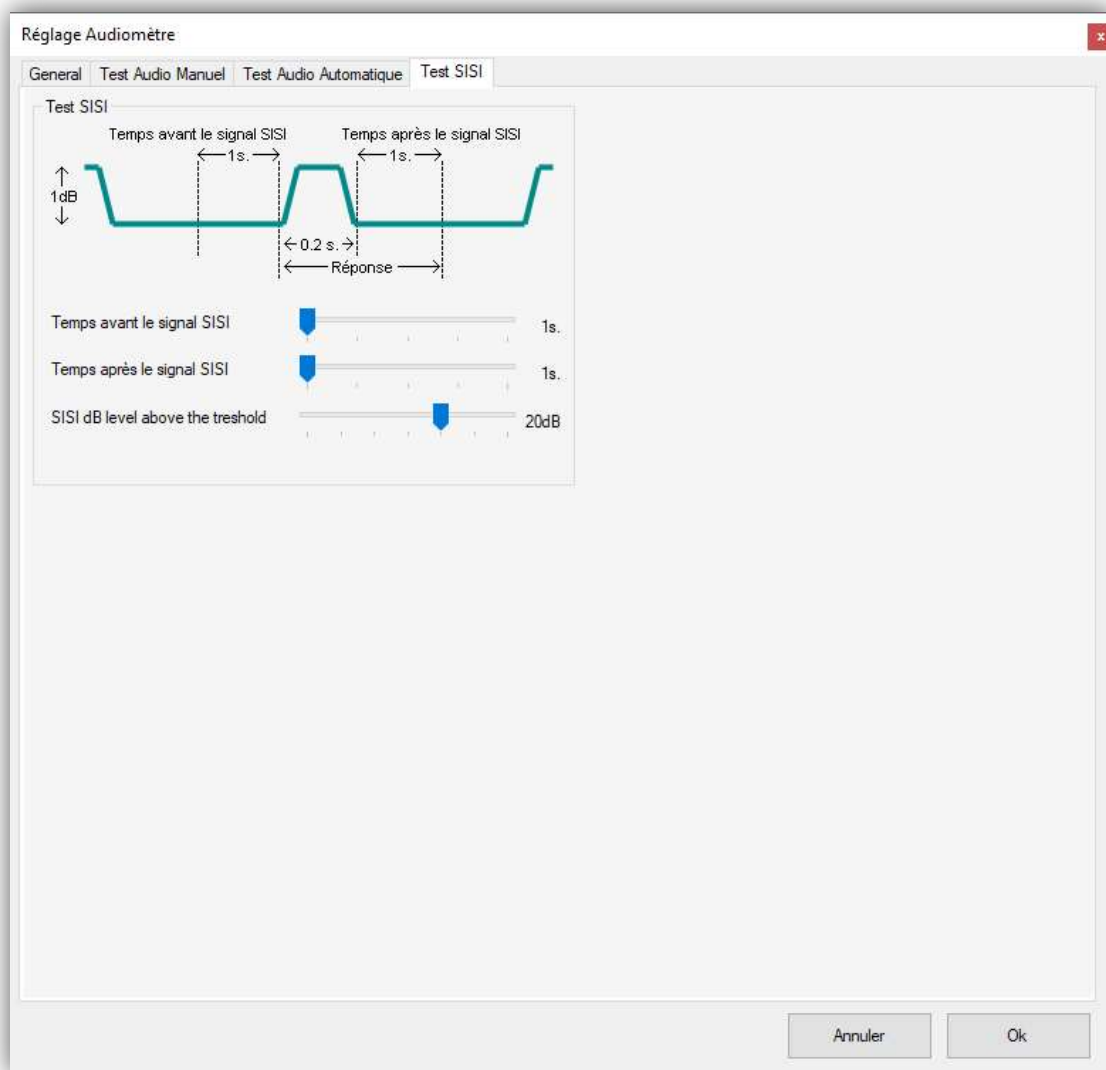 Réglage Audiomètre
x
General Test Audio Manuel Test Audio Automatique Test SISI
Test SISI
Temps avant le signal SISI Temps après le signal SISI
1s. 1s.
1dB
0.2 s.
Réponse
Temps avant le signal SISI 1s.
Temps après le signal SISI 1s.
SISI dB level above the treshold 20dB
Annuler Ok